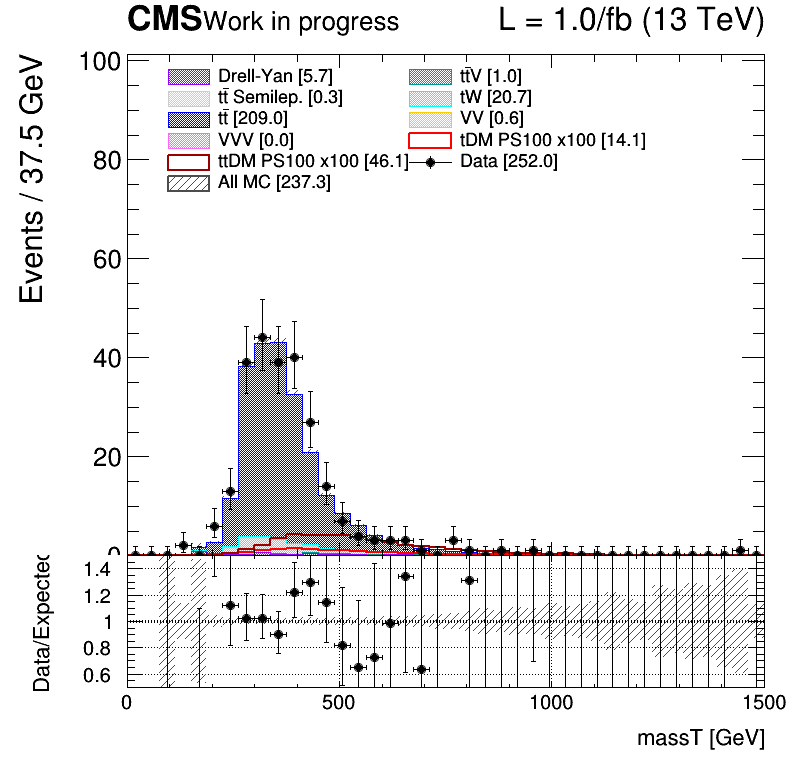 CMS Work in progress L = 1.0/fb (13 TeV)
Events / 37.5 GeV
100
80
60
40
20
0
Drell-Yan [5.7] tt̄V [1.0]
tt̄ Semilep. [0.3] tW [20.7]
tt̄ [209.0] VV [0.6]
VVV [0.0] tDM PS100 x100 [14.1]
ttDM PS100 x100 [46.1] Data [252.0]
All MC [237.3]
Data/Expected
1.4
1.2
1
0.8
0.6
0 500 1000 1500
massT [GeV]